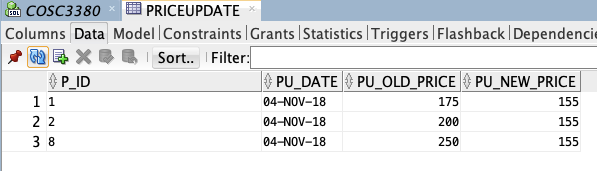 SQL COSC3380 PRICEUPDATE
Columns Data Model Constraints Grants Statistics Triggers Flashback Dependencie
Sort.. Filter:
P_ID PU_DATE PU_OLD_PRICE PU_NEW_PRICE
1 1 04-NOV-18 175 155
2 2 04-NOV-18 200 155
3 8 04-NOV-18 250 155